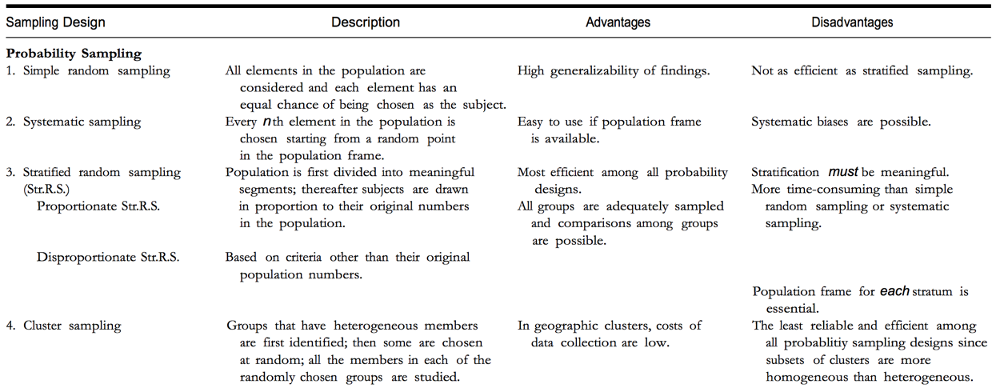 Sampling Design Description Advantages Disadvantages
Probability Sampling
1. Simple random sampling All elements in the population are High generalizability of findings. Not as efficient as stratified sampling.
considered and each element has an
equal chance of being chosen as the subject.
2. Systematic sampling Every nth element in the population is Easy to use if population frame Systematic biases are possible.
chosen starting from a random point is available.
in the population frame.
3. Stratified random sampling Population is first divided into meaningful Most efficient among all probability Stratification must be meaningful.
(Str.R.S.) segments; thereafter subjects are drawn designs. More time-consuming than simple
Proportionate Str.R.S. in proportion to their original numbers All groups are adequately sampled random sampling or systematic
in the population. and comparisons among groups sampling.
are possible.
Disproportionate Str.R.S. Based on criteria other than their original
population numbers.
Population frame for each stratum is
essential.
4. Cluster sampling Groups that have heterogeneous members In geographic clusters, costs of The least reliable and efficient among
are first identified; then some are chosen data collection are low. all probablitiy sampling designs since
at random; all the members in each of the subsets of clusters are more
randomly chosen groups are studied. homogeneous than heterogeneous.